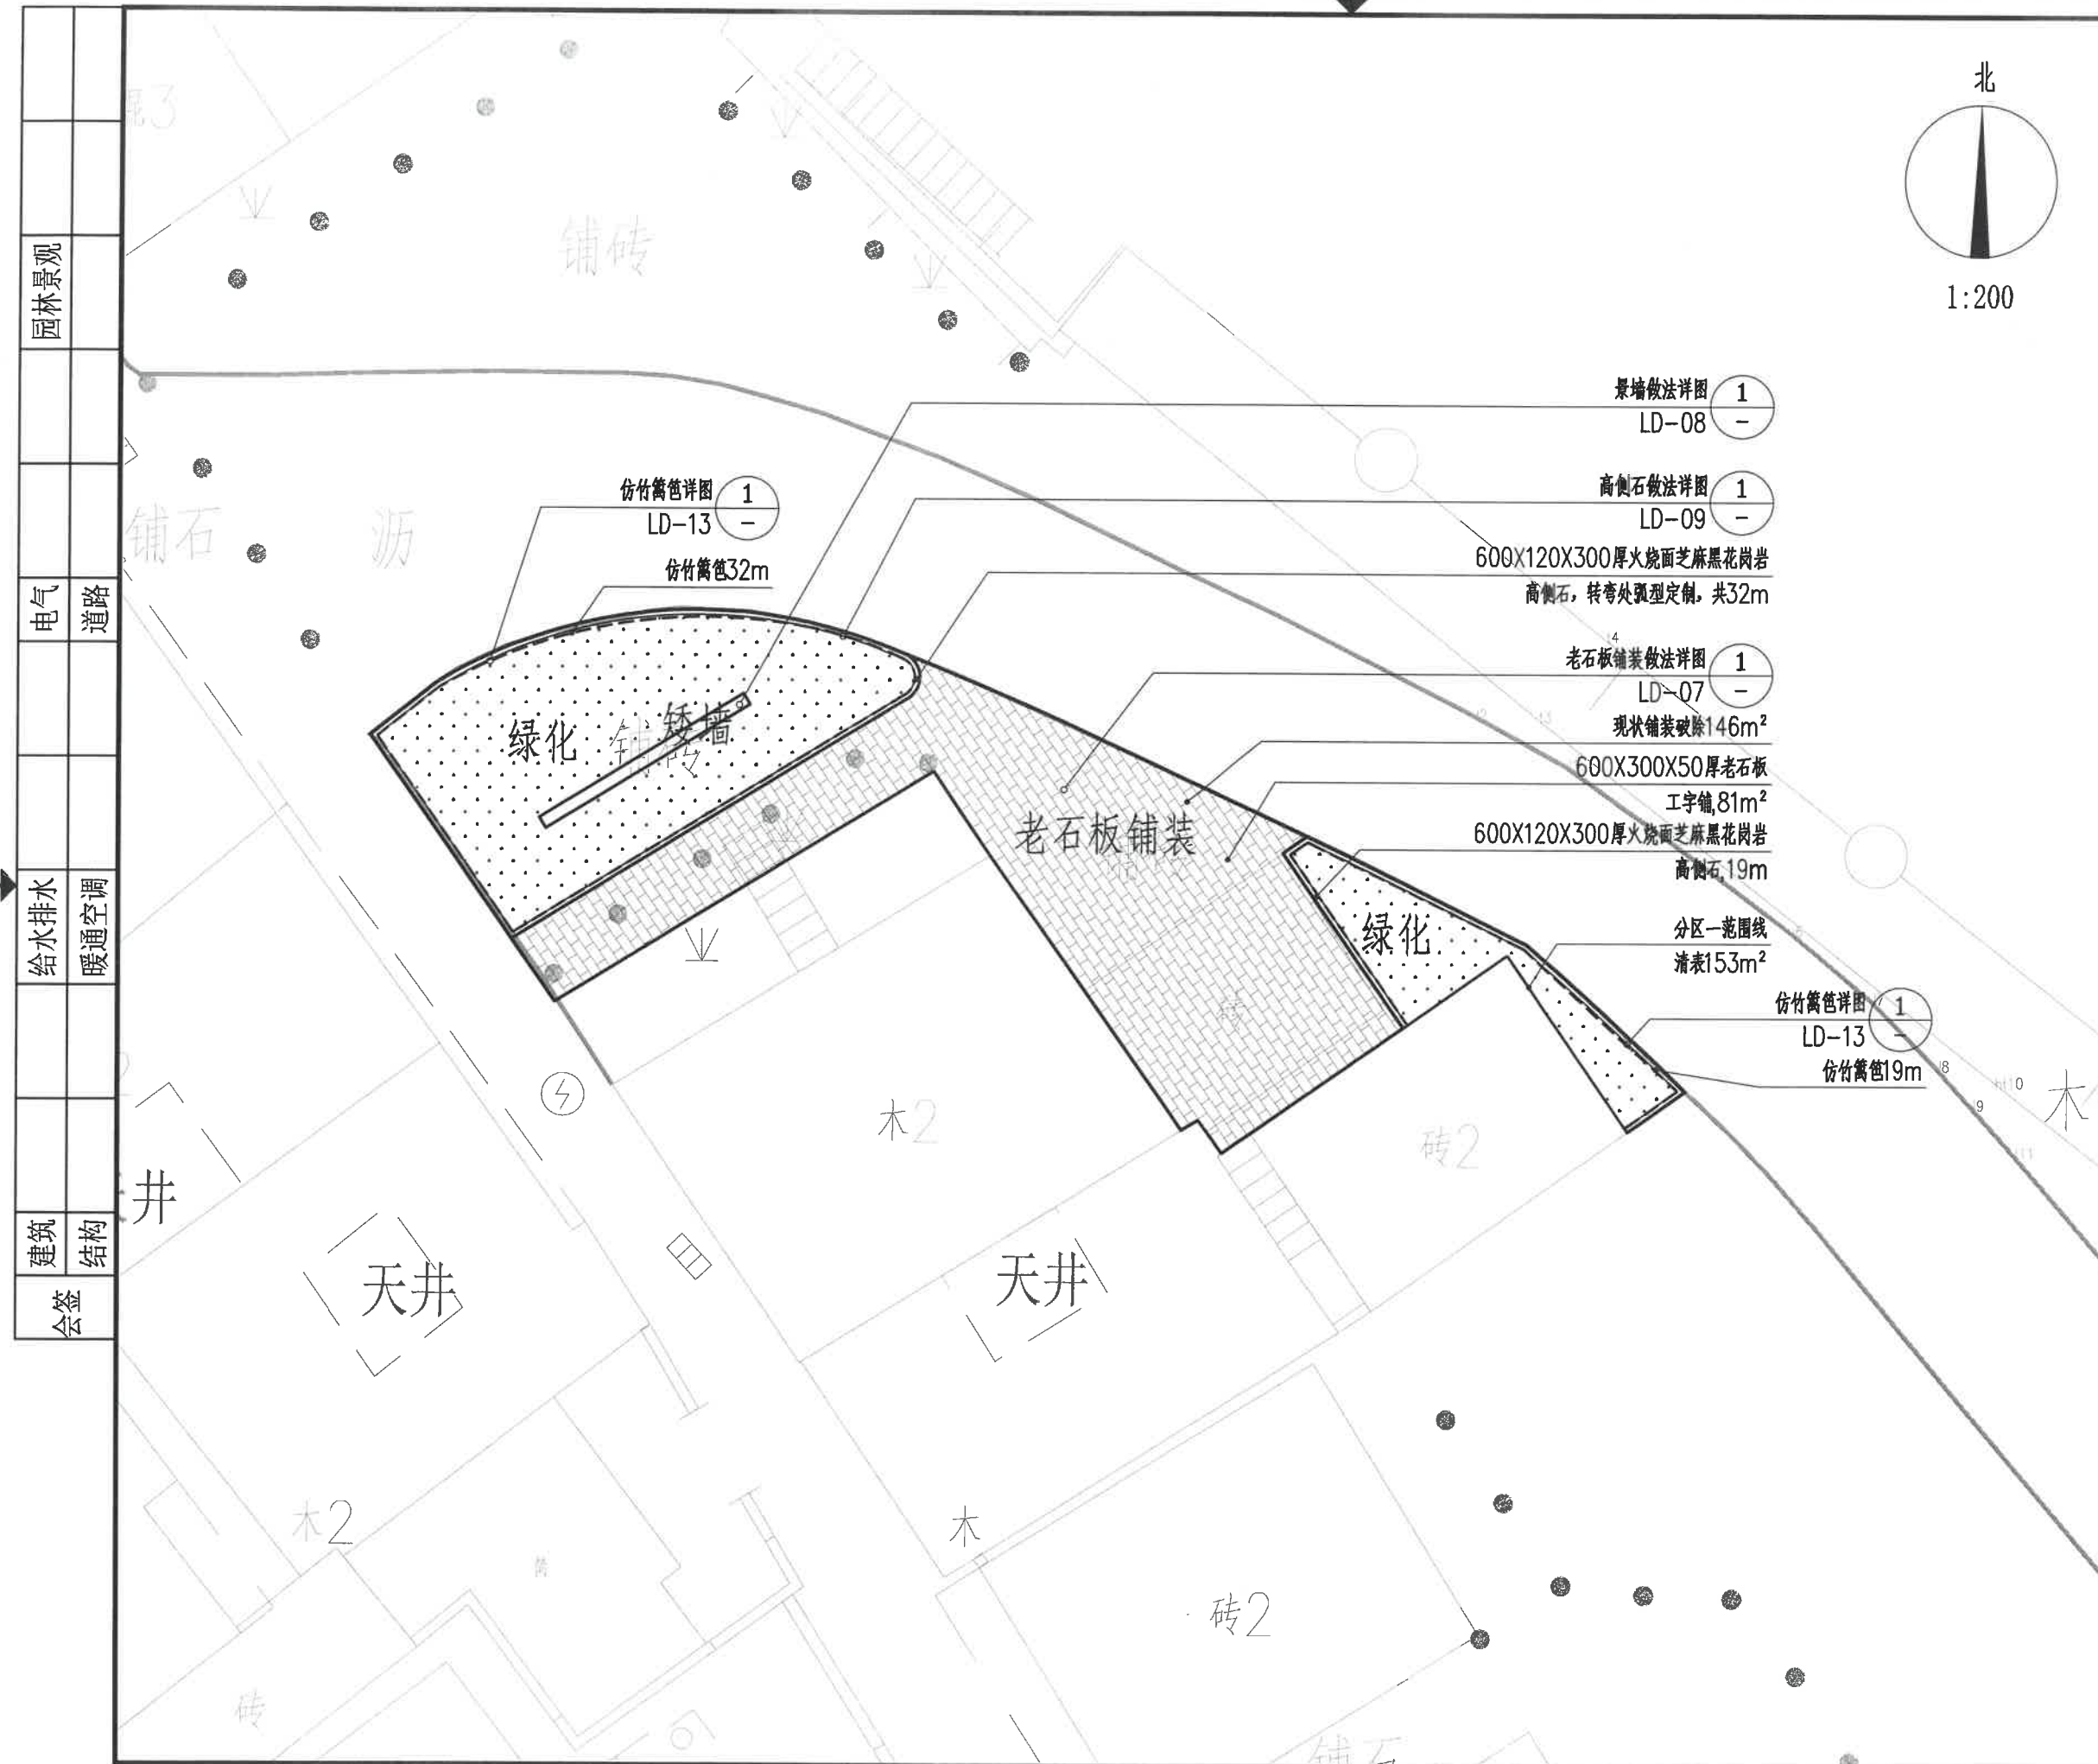 北
1:200
混3
铺砖
园林景观
电气
道路
给水排水
暖通空调
建筑
结构
会签
景墙做法详图 1
LD-08 -
高侧石做法详图 1
LD-09 -
600X120X300厚火烧面芝麻黑花岗岩
高侧石，转弯处弧型定制，共32m
仿竹篱笆详图 1
LD-13 -
仿竹篱笆32m
铺石
沥
老石板铺装做法详图 1
LD-07 -
现状铺装破除146m²
600X300X50厚老石板
工字铺,81m²
600X120X300厚火烧面芝麻黑花岗岩
高侧石,19m
绿化
铺砖
矮墙
老石板铺装
绿化
分区一范围线
清表153m²
仿竹篱笆详图 1
LD-13 -
仿竹篱笆19m
砖
木2
砖2
木
井
天井
天井
木2
木
砖2
砖
铺石